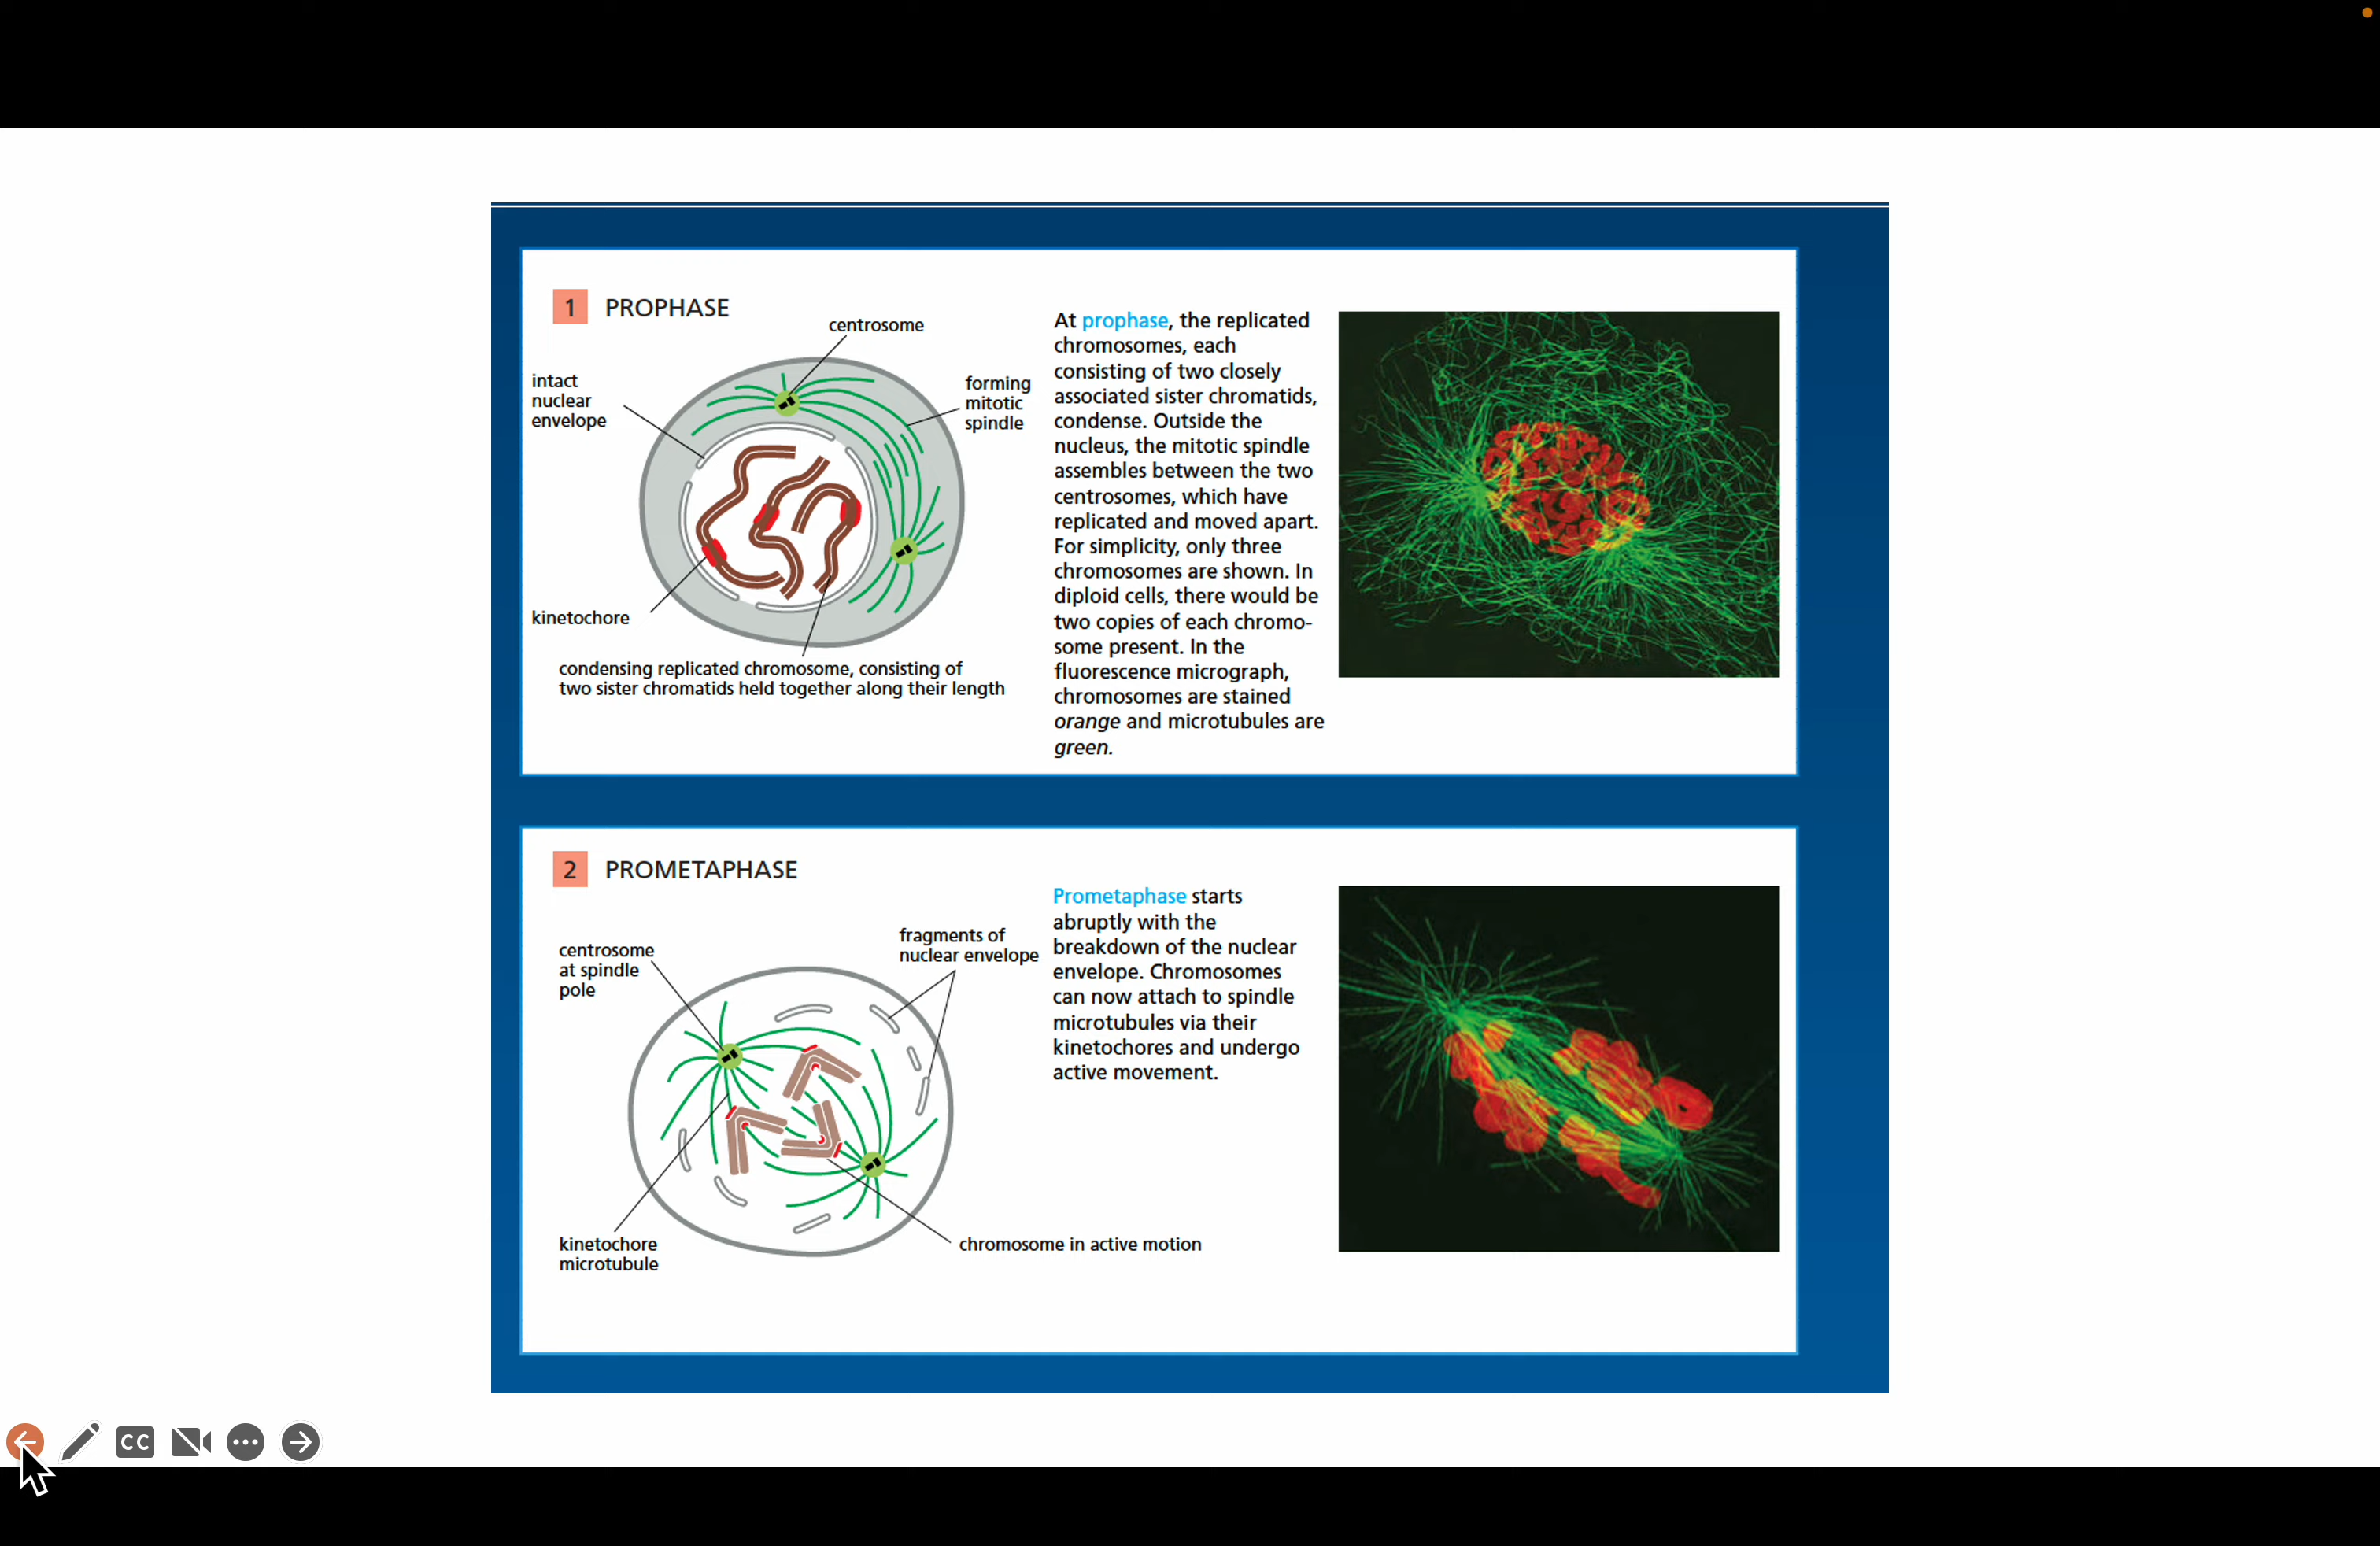 1 PROPHASE
centrosome
intact
nuclear
envelope
forming
mitotic
spindle
kinetochore
condensing replicated chromosome, consisting of
two sister chromatids held together along their length
At prophase, the replicated
chromosomes, each
consisting of two closely
associated sister chromatids,
condense. Outside the
nucleus, the mitotic spindle
assembles between the two
centrosomes, which have
replicated and moved apart.
For simplicity, only three
chromosomes are shown. In
diploid cells, there would be
two copies of each chromo-
some present. In the
fluorescence micrograph,
chromosomes are stained
orange and microtubules are
green.
2 PROMETAPHASE
centrosome
at spindle
pole
fragments of
nuclear envelope
kinetochore
microtubule
chromosome in active motion
Prometaphase starts
abruptly with the
breakdown of the nuclear
envelope. Chromosomes
can now attach to spindle
microtubules via their
kinetochores and undergo
active movement.
CC